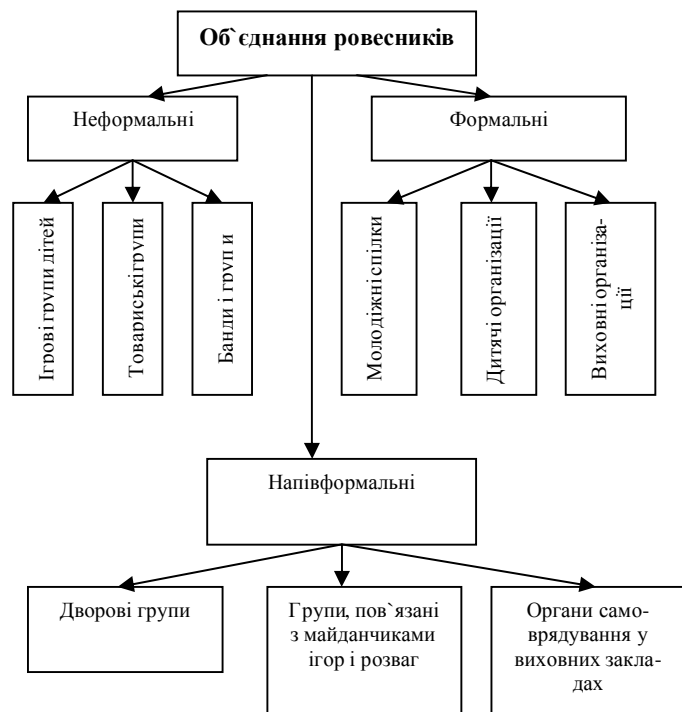 Об`єднання ровесників
Неформальні
Формальні
Ігрові групи дітей
Товариськігрупи
Банди і груп и
Молодіжні спілки
Дитячі організації
Виховні організа-
ції
Напівформальні
Дворові групи
Групи, пов`язані
з майданчиками
ігор і розваг
Органи само-
врядування у
виховних закла-
дах